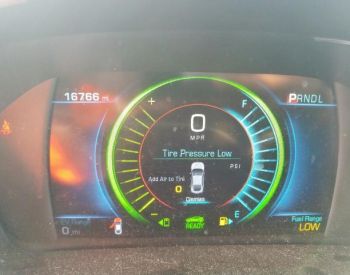 16766 mi
PRNDL
+
F
0
MPH
Tire Pressure Low
PSI
Add Air to Tire
0
-
E
READY
0 mi
Fuel Range
LOW